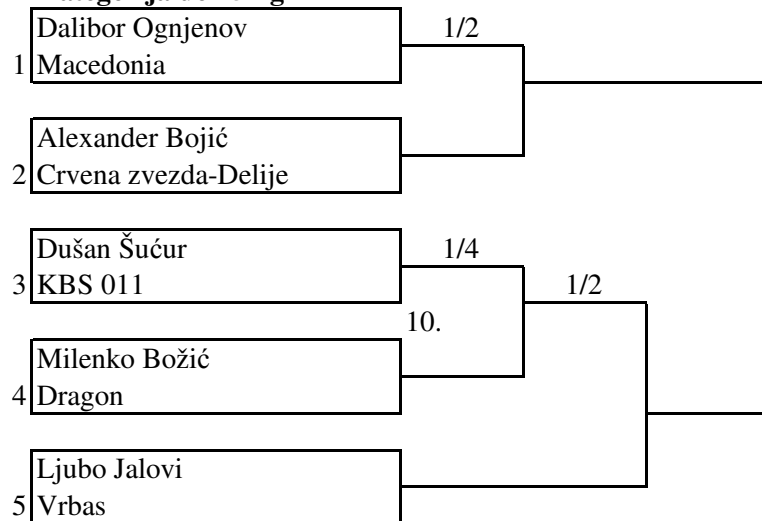 Dalibor Ognjenov 1/2
1 Macedonia
Alexander Bojić
2 Crvena zvezda-Delije
Dušan Šućur 1/4
3 KBS 011 1/2
10.
Milenko Božić
4 Dragon
Ljubo Jalovi
5 Vrbas